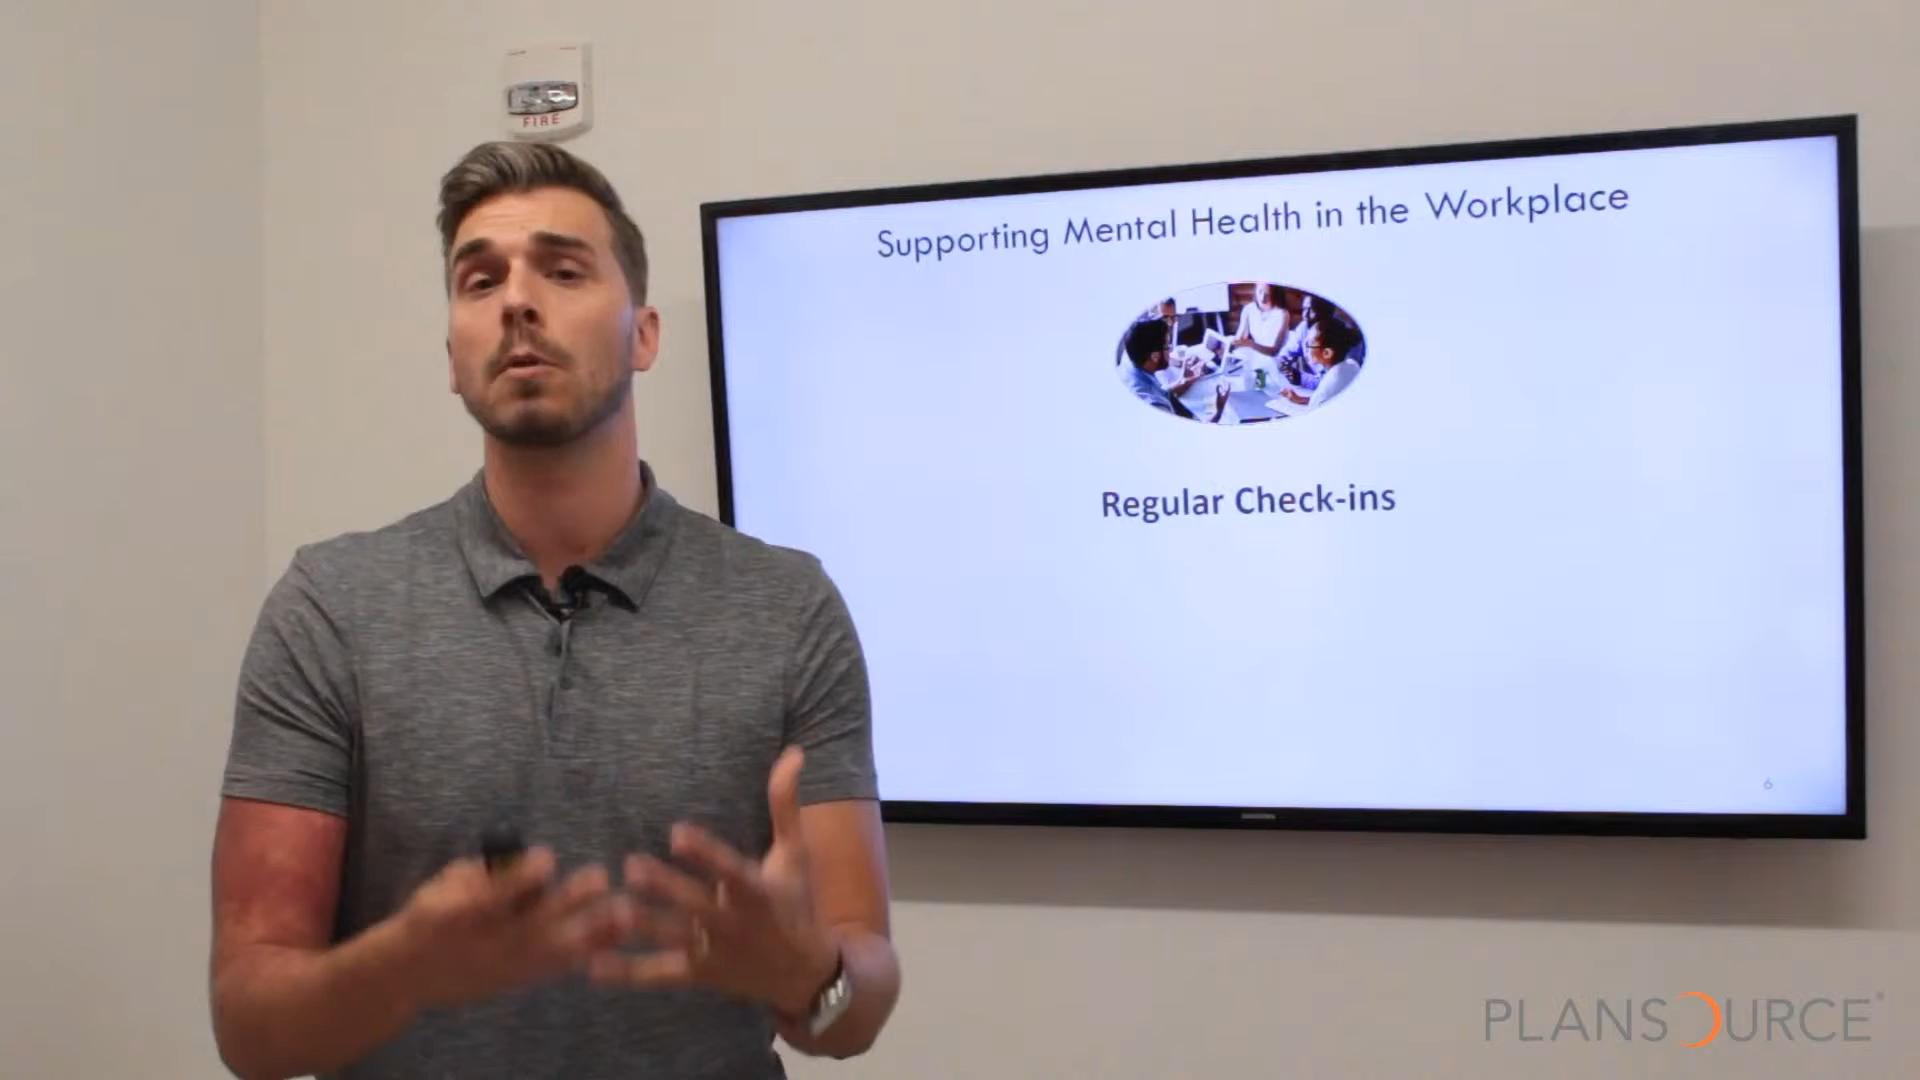 FIRE
Supporting Mental Health in the Workplace
Regular Check-ins
6
PLANSOURCE